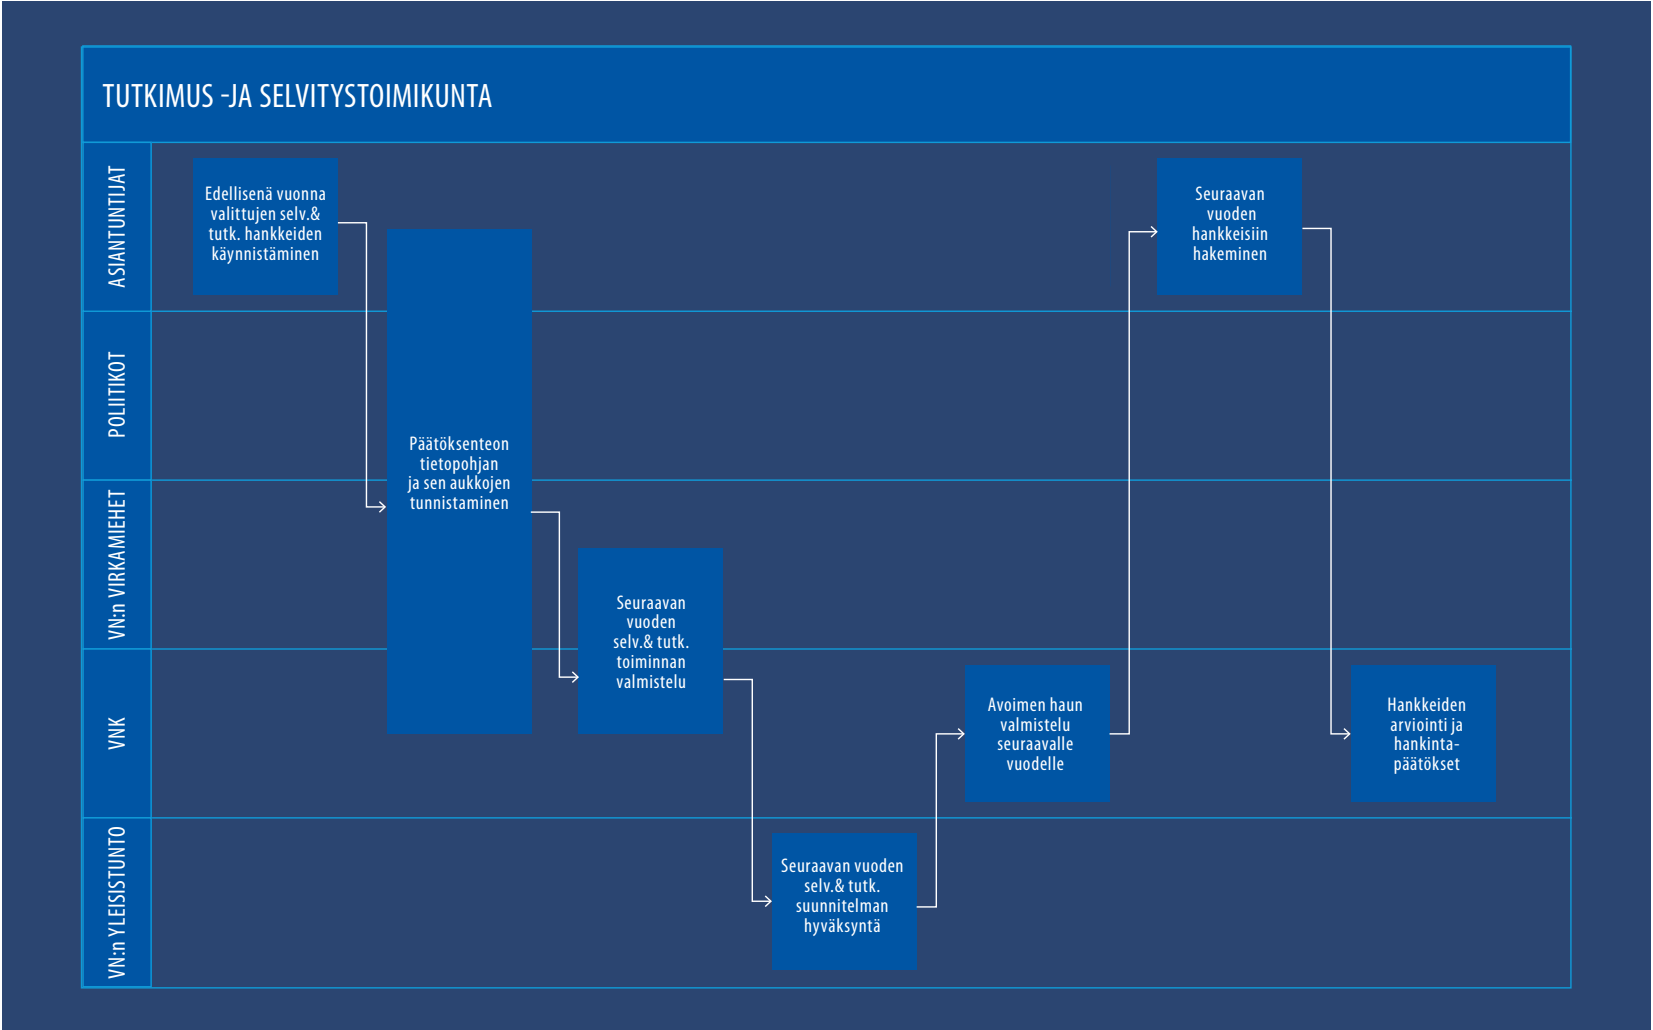 TUTKIMUS -JA SELVITYSTOIMIKUNTA
ASIANTUNTIJAT
Edellisenä vuonna
valittujen selv.&
tutk. hankkeiden
käynnistäminen
Seuraavan
vuoden
hankkeisiin
hakeminen
POLIITIKOT
Päätöksenteon
tietopohjan
ja sen aukkojen
tunnistaminen
VN:n VIRKAMIEHET
Seuraavan
vuoden
selv.& tutk.
toiminnan
valmistelu
VNK
Avoimen haun
valmistelu
seuraavalle
vuodelle
Hankkeiden
arviointi ja
hankinta-
päätökset
VN:n YLEISISTUNTO
Seuraavan vuoden
selv.& tutk.
suunnitelman
hyväksyntä